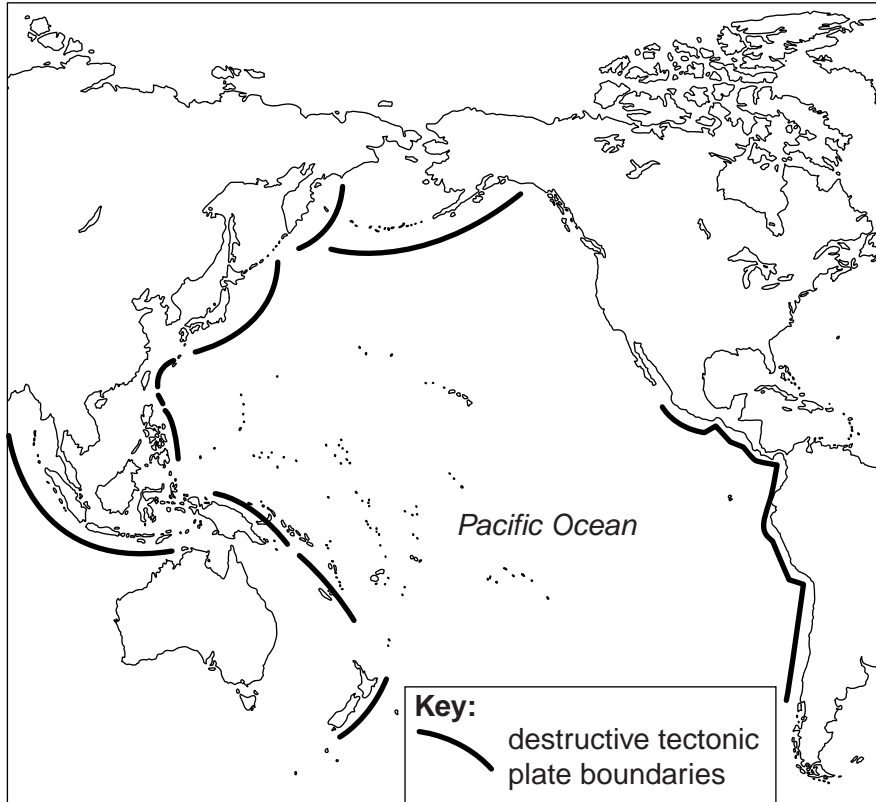 Pacific Ocean
Key:
destructive tectonic
plate boundaries